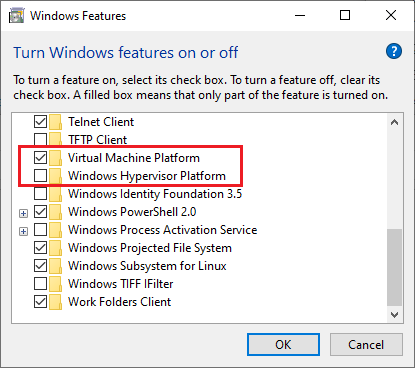 Windows Features
Turn Windows features on or off
To turn a feature on, select its check box. To turn a feature off, clear its
check box. A filled box means that only part of the feature is turned on.
Telnet Client
TFTP Client
Virtual Machine Platform
Windows Hypervisor Platform
Windows Identity Foundation 3.5
Windows PowerShell 2.0
Windows Process Activation Service
Windows Projected File System
Windows Subsystem for Linux
Windows TIFF IFilter
Work Folders Client
OK
Cancel